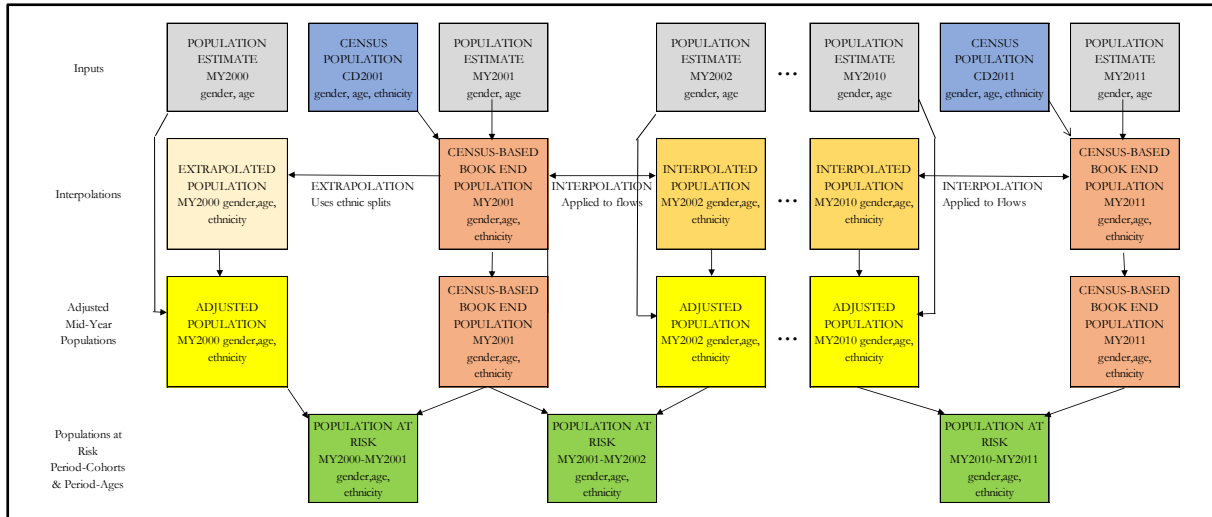 Inputs
POPULATION
ESTIMATE
MY2000
gender, age
CENSUS
POPULATION
CD2001
gender, age, ethnicity
POPULATION
ESTIMATE
MY2001
gender, age
POPULATION
ESTIMATE
MY2002
gender, age
...
POPULATION
ESTIMATE
MY2010
gender, age
CENSUS
POPULATION
CD2011
gender, age, ethnicity
POPULATION
ESTIMATE
MY2011
gender, age
Interpolations
EXTRAPOLATED
POPULATION
MY2000 gender,age,
ethnicity
EXTRAPOLATION
Uses ethnic splits
CENSUS-BASED
BOOK END
POPULATION
MY2001
gender,age,
ethnicity
INTERPOLATION
Applied to flows
INTERPOLATED
POPULATION
MY2002 gender,age,
ethnicity
...
INTERPOLATED
POPULATION
MY2010 gender,age,
ethnicity
INTERPOLATION
Applied to Flows
CENSUS-BASED
BOOK END
POPULATION
MY2011
gender,age,
ethnicity
Adjusted
Mid-Year
Populations
ADJUSTED
POPULATION
MY2000 gender,age,
ethnicity
CENSUS-BASED
BOOK END
POPULATION
MY2001
gender,age,
ethnicity
ADJUSTED
POPULATION
MY2002 gender,age,
ethnicity
...
ADJUSTED
POPULATION
MY2010 gender,age,
ethnicity
CENSUS-BASED
BOOK END
POPULATION
MY2011
gender,age,
ethnicity
Populations at
Risk
Period-Cohorts
& Period-Ages
POPULATION AT
RISK
MY2000-MY2001
gender,age,
ethnicity
POPULATION AT
RISK
MY2001-MY2002
gender,age,
ethnicity
POPULATION AT
RISK
MY2010-MY2011
gender,age,
ethnicity